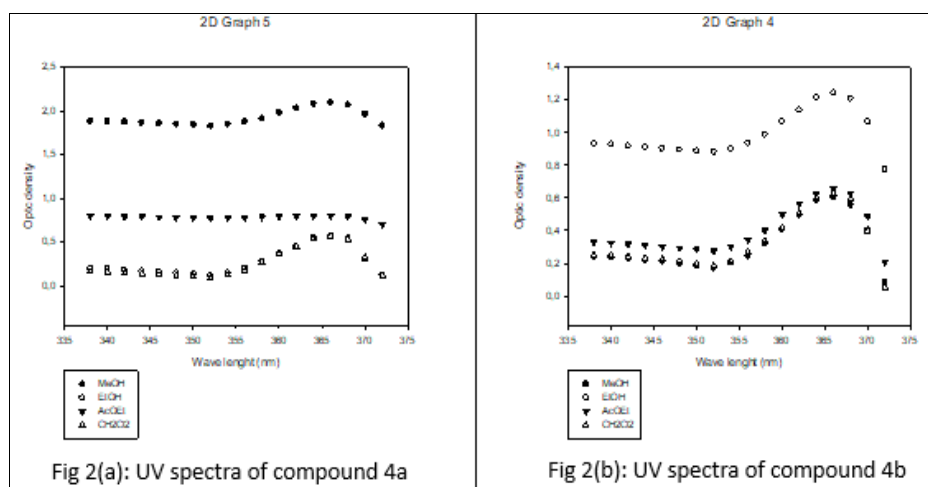 2D Graph 5
2,5
2,0
1,5
1,0
0,5
0,0
Optic density
335 340 345 350 355 360 365 370 375
Wave lenght (nm)
MeOH
EtOH
AcOEt
CH2Cl2
Fig 2(a): UV spectra of compound 4a
2D Graph 4
1,4
1,2
1,0
0,8
0,6
0,4
0,2
0,0
Optic density
335 340 345 350 355 360 365 370 375
Wave lenght (nm)
MeOH
EtOH
AcOEt
CH2Cl2
Fig 2(b): UV spectra of compound 4b